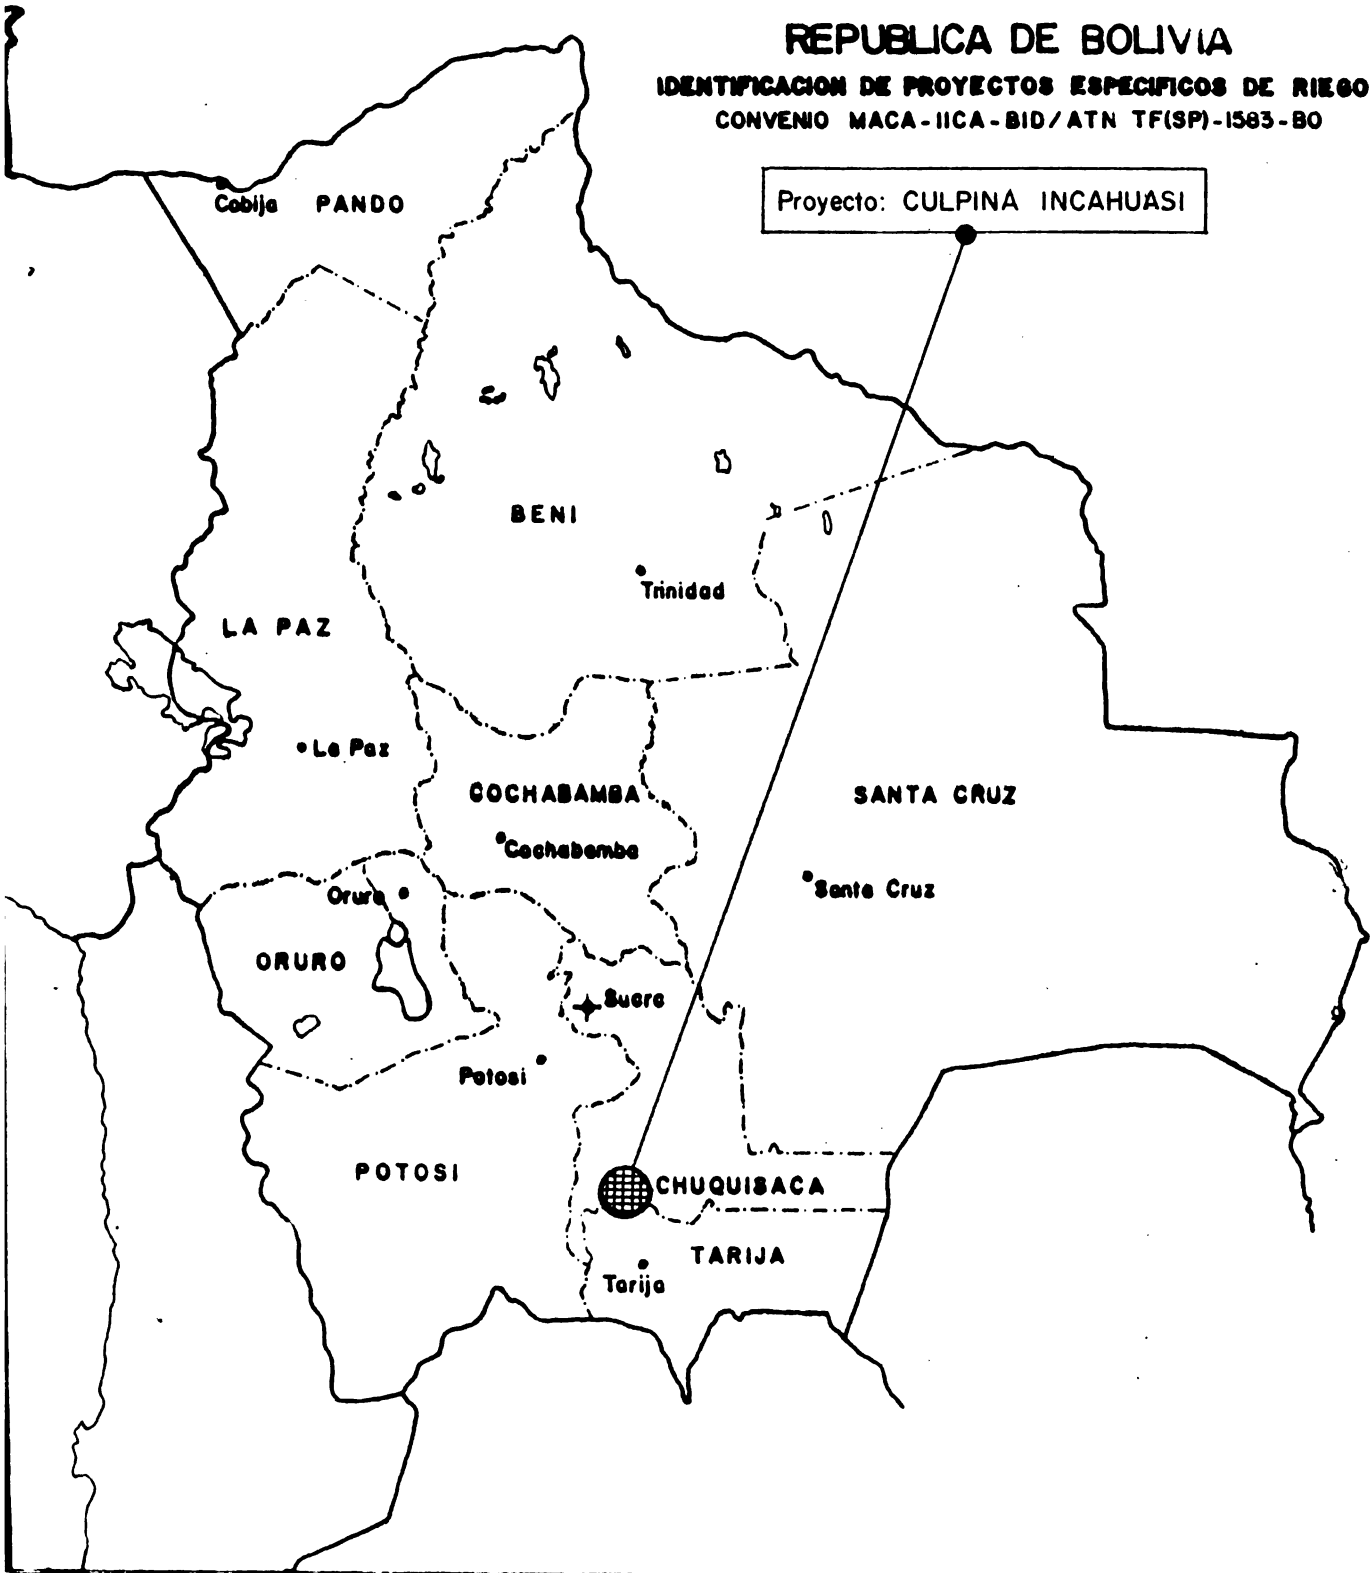 REPUBLICA DE BOLIVIA
IDENTIFICACION DE PROYECTOS ESPECIFICOS DE RIEGO
CONVENIO MACA-IICA-BID/ATN TF(SP)-1583-BO
Proyecto: CULPINA INCAHUASI
Cobija PANDO
BENI
Trinidad
LA PAZ
La Paz
COCHABAMBA
SANTA CRUZ
Cochabamba
Santa Cruz
Oruro
ORURO
Sucre
Potosi
POTOSI
CHUQUISACA
TARIJA
Tarija